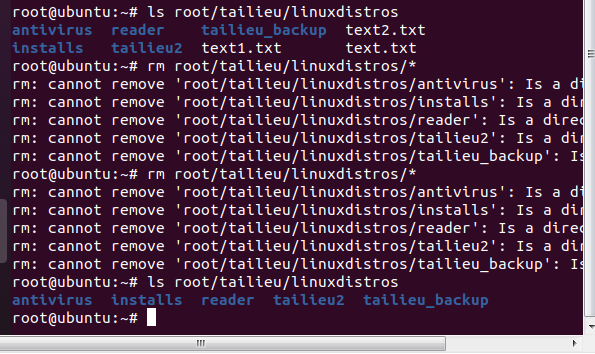 root@ubuntu:~# ls root/tailieu/linuxdistros
antivirus reader tailieu_backup text2.txt
installs tailieu2 text1.txt text.txt
root@ubuntu:~# rm root/tailieu/linuxdistros/*
rm: cannot remove 'root/tailieu/linuxdistros/antivirus': Is a di
rm: cannot remove 'root/tailieu/linuxdistros/installs': Is a dir
rm: cannot remove 'root/tailieu/linuxdistros/reader': Is a direc
rm: cannot remove 'root/tailieu/linuxdistros/tailieu2': Is a dir
rm: cannot remove 'root/tailieu/linuxdistros/tailieu_backup': Is
root@ubuntu:~# rm root/tailieu/linuxdistros/*
rm: cannot remove 'root/tailieu/linuxdistros/antivirus': Is a di
rm: cannot remove 'root/tailieu/linuxdistros/installs': Is a dir
rm: cannot remove 'root/tailieu/linuxdistros/reader': Is a direc
rm: cannot remove 'root/tailieu/linuxdistros/tailieu2': Is a dir
rm: cannot remove 'root/tailieu/linuxdistros/tailieu_backup': Is
root@ubuntu:~# ls root/tailieu/linuxdistros
antivirus installs reader tailieu2 tailieu_backup
root@ubuntu:~#